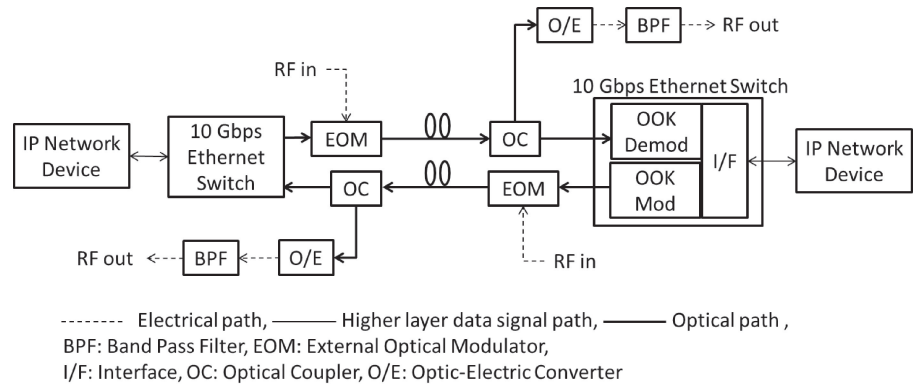 O/E
BPF
RF out
RF in
10 Gbps Ethernet Switch
IP Network
Device
10 Gbps
Ethernet
Switch
EOM
OC
OOK
Demod
I/F
IP Network
Device
OC
EOM
OOK
Mod
RF out
BPF
O/E
RF in
Electrical path, Higher layer data signal path, Optical path ,
BPF: Band Pass Filter, EOM: External Optical Modulator,
I/F: Interface, OC: Optical Coupler, O/E: Optic-Electric Converter